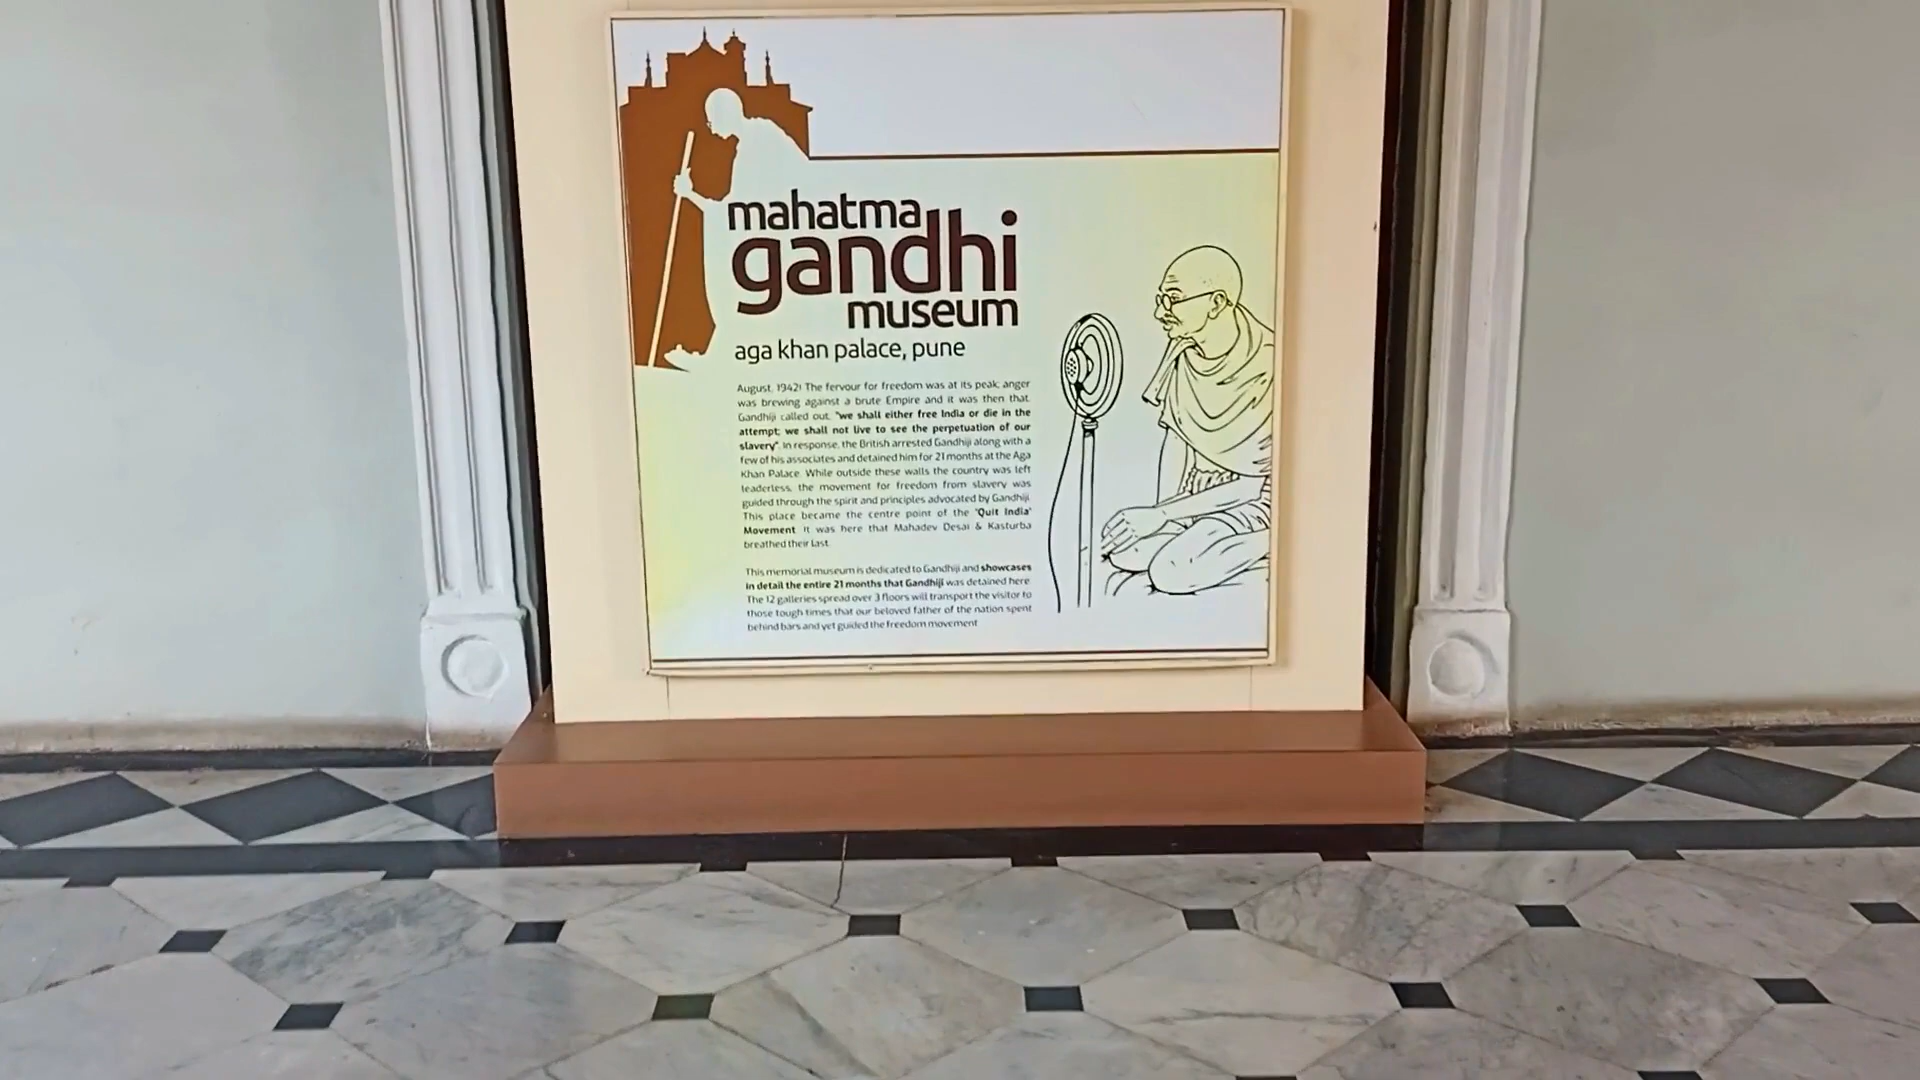 mahatma
gandhi
museum
aga khan palace, pune
August, 1942! The fervour for freedom was at its peak; anger
was brewing against a brute Empire and it was then that
Gandhiji called out, "we shall either free India or die in the
attempt; we shall not live to see the perpetuation of our
slavery". In response, the British arrested Gandhiji along with a
few of his associates and detained him for 21 months at the Aga
Khan Palace. While outside these walls the country was left
leaderless, the movement for freedom from slavery was
guided through the spirit and principles advocated by Gandhiji.
This place became the centre point of the 'Quit India'
Movement. It was here that Mahadev Desai & Kasturba
breathed their last.
This memorial museum is dedicated to Gandhiji and showcases
in detail the entire 21 months that Gandhiji was detained here.
The 12 galleries spread over 3 floors will transport the visitor to
those tough times that our beloved father of the nation spent
behind bars and yet guided the freedom movement.